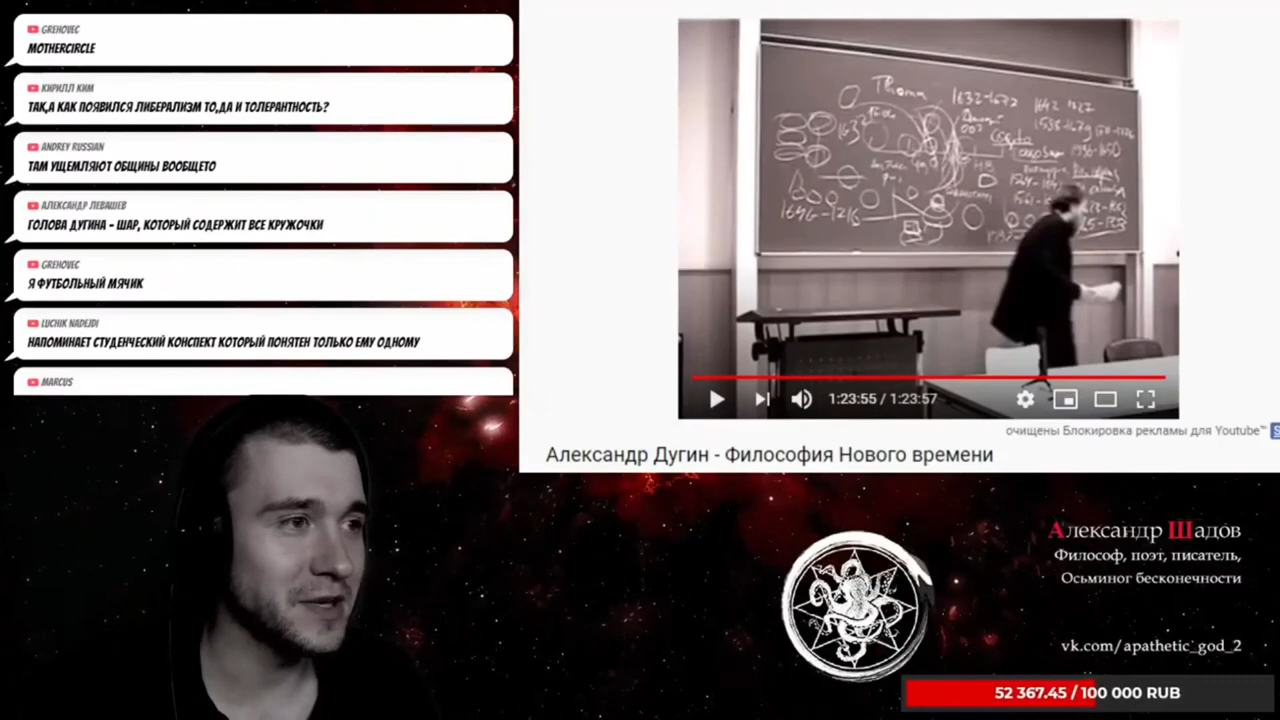 GREHOVEC
MOTHERCIRCLE
КИРИЛЛ КИМ
ТАК,А КАК ПОЯВИЛСЯ ЛИБЕРАЛИЗМ ТО,ДА И ТОЛЕРАНТНОСТЬ?
ANDREY RUSSIAN
ТАМ УЩЕМЛЯЮТ ОБЩИНЫ ВООБЩЕТО
АЛЕКСАНДР ЛЕВАШЕВ
ГОЛОВА ДУГИНА - ШАР, КОТОРЫЙ СОДЕРЖИТ ВСЕ КРУЖОЧКИ
GREHOVEC
Я ФУТБОЛЬНЫЙ МЯЧИК
LUCHIK NADEJDI
НАПОМИНАЕТ СТУДЕНЧЕСКИЙ КОНСПЕКТ КОТОРЫЙ ПОНЯТЕН ТОЛЬКО ЕМУ ОДНОМУ
MARCUS
1632-1677
1:23:55 / 1:23:57
очищены Блокировка рекламы для Youtube™
Александр Дугин - Философия Нового времени
Александр Шадов
Философ, поэт, писатель,
Осьминог бесконечности
vk.com/apathetic_god_2
52 367.45 / 100 000 RUB